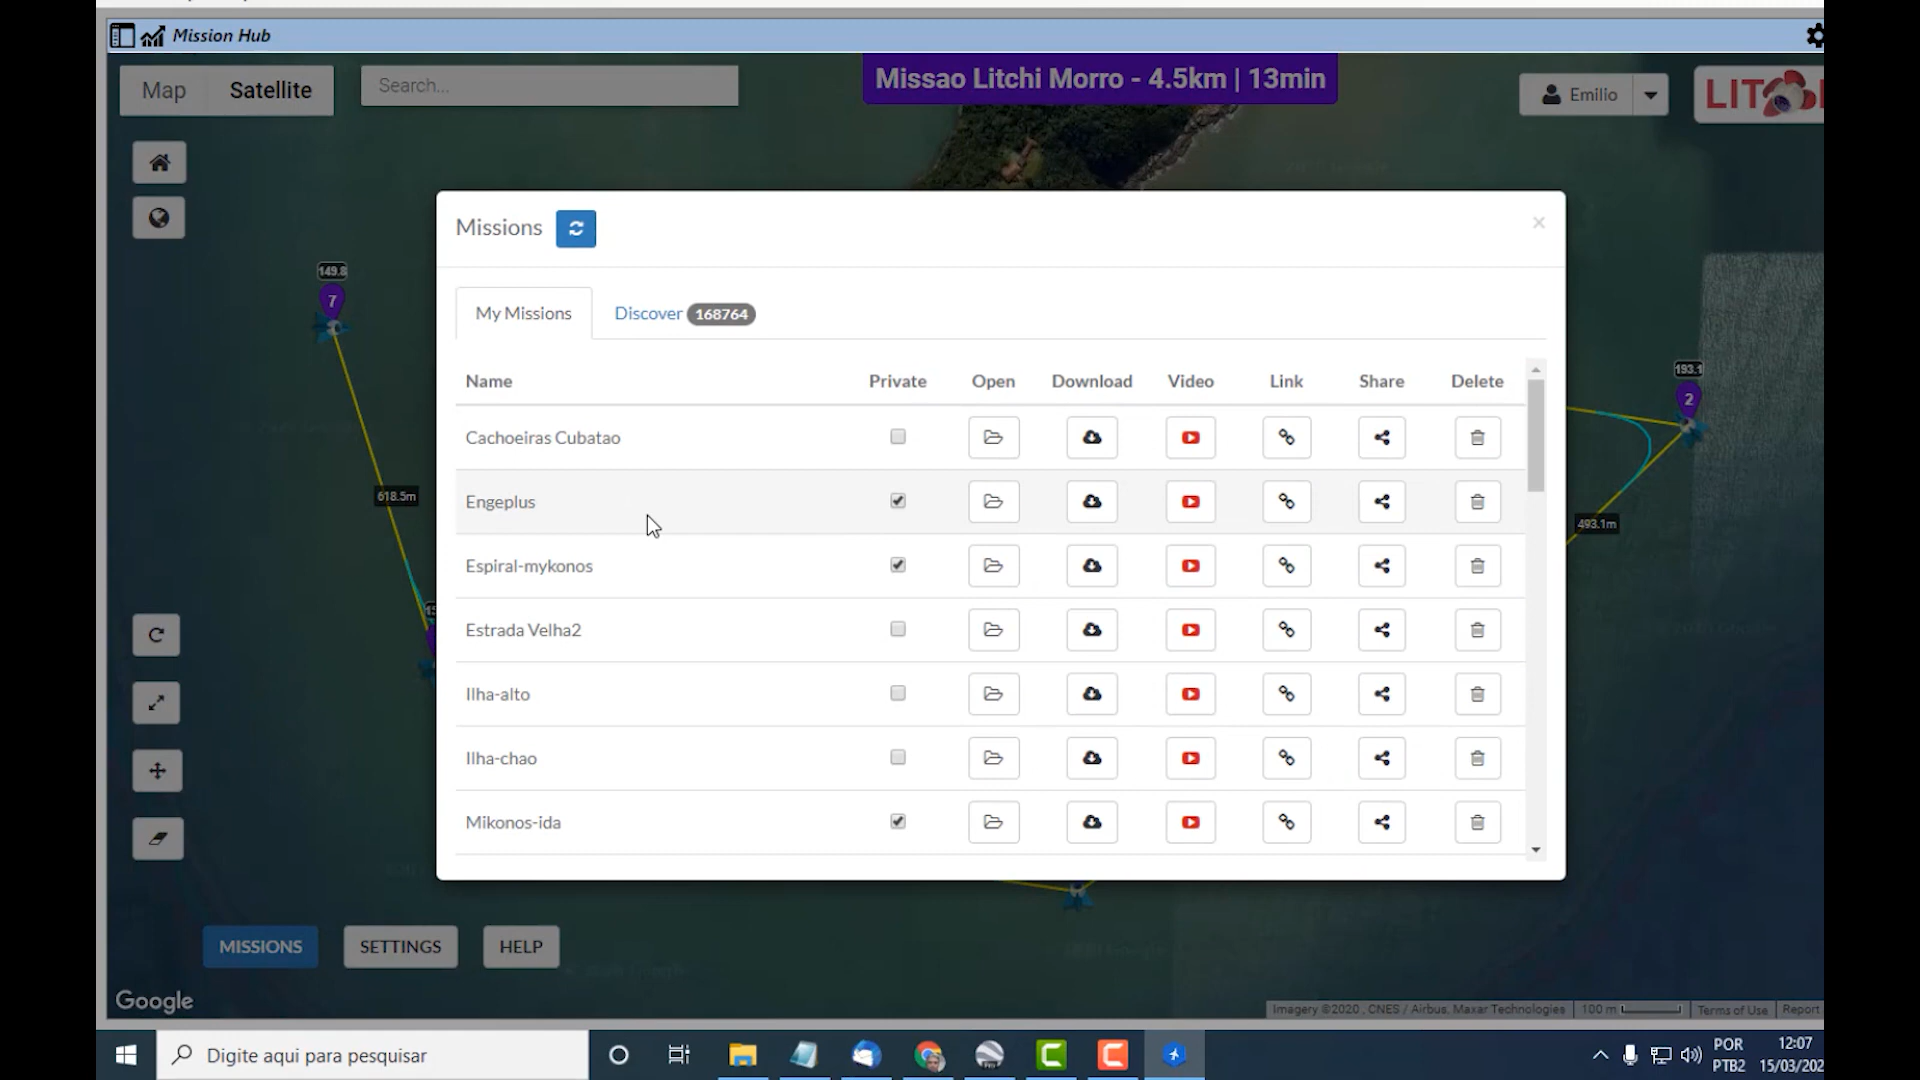 Mission Hub
Map
Satellite
Search...
Missao Litchi Morro - 4.5km | 13min
Emilio
149.8
7
618.5m
193.1
2
493.1m
Missions
×
My Missions
Discover 168764
Name Private Open Download Video Link Share Delete
Cachoeiras Cubatao
Engeplus
Espiral-mykonos
Estrada Velha2
Ilha-alto
Ilha-chao
Mikonos-ida
MISSIONS
SETTINGS
HELP
Google
Imagery ©2020 , CNES / Airbus, Maxar Technologies
100 m
Terms of Use
Report
Digite aqui para pesquisar
POR
PTB2
12:07
15/03/202